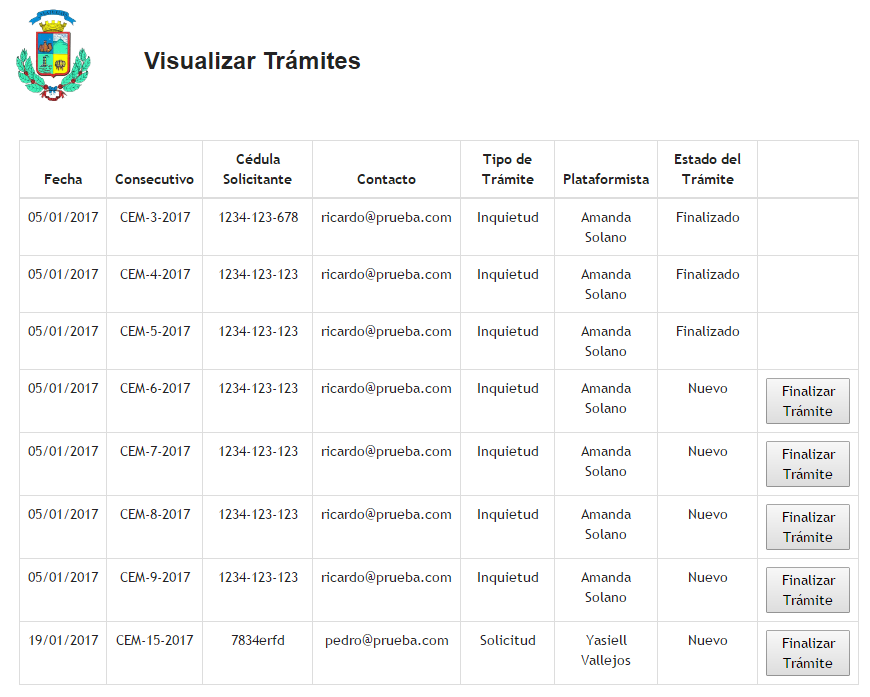 Visualizar Trámites
Fecha Consecutivo Cédula Solicitante Contacto Tipo de Trámite Plataformista Estado del Trámite
05/01/2017 CEM-3-2017 1234-123-678 ricardo@prueba.com Inquietud Amanda Solano Finalizado
05/01/2017 CEM-4-2017 1234-123-123 ricardo@prueba.com Inquietud Amanda Solano Finalizado
05/01/2017 CEM-5-2017 1234-123-123 ricardo@prueba.com Inquietud Amanda Solano Finalizado
05/01/2017 CEM-6-2017 1234-123-123 ricardo@prueba.com Inquietud Amanda Solano Nuevo Finalizar Trámite
05/01/2017 CEM-7-2017 1234-123-123 ricardo@prueba.com Inquietud Amanda Solano Nuevo Finalizar Trámite
05/01/2017 CEM-8-2017 1234-123-123 ricardo@prueba.com Inquietud Amanda Solano Nuevo Finalizar Trámite
05/01/2017 CEM-9-2017 1234-123-123 ricardo@prueba.com Inquietud Amanda Solano Nuevo Finalizar Trámite
19/01/2017 CEM-15-2017 7834erfd pedro@prueba.com Solicitud Yasiell Vallejos Nuevo Finalizar Trámite